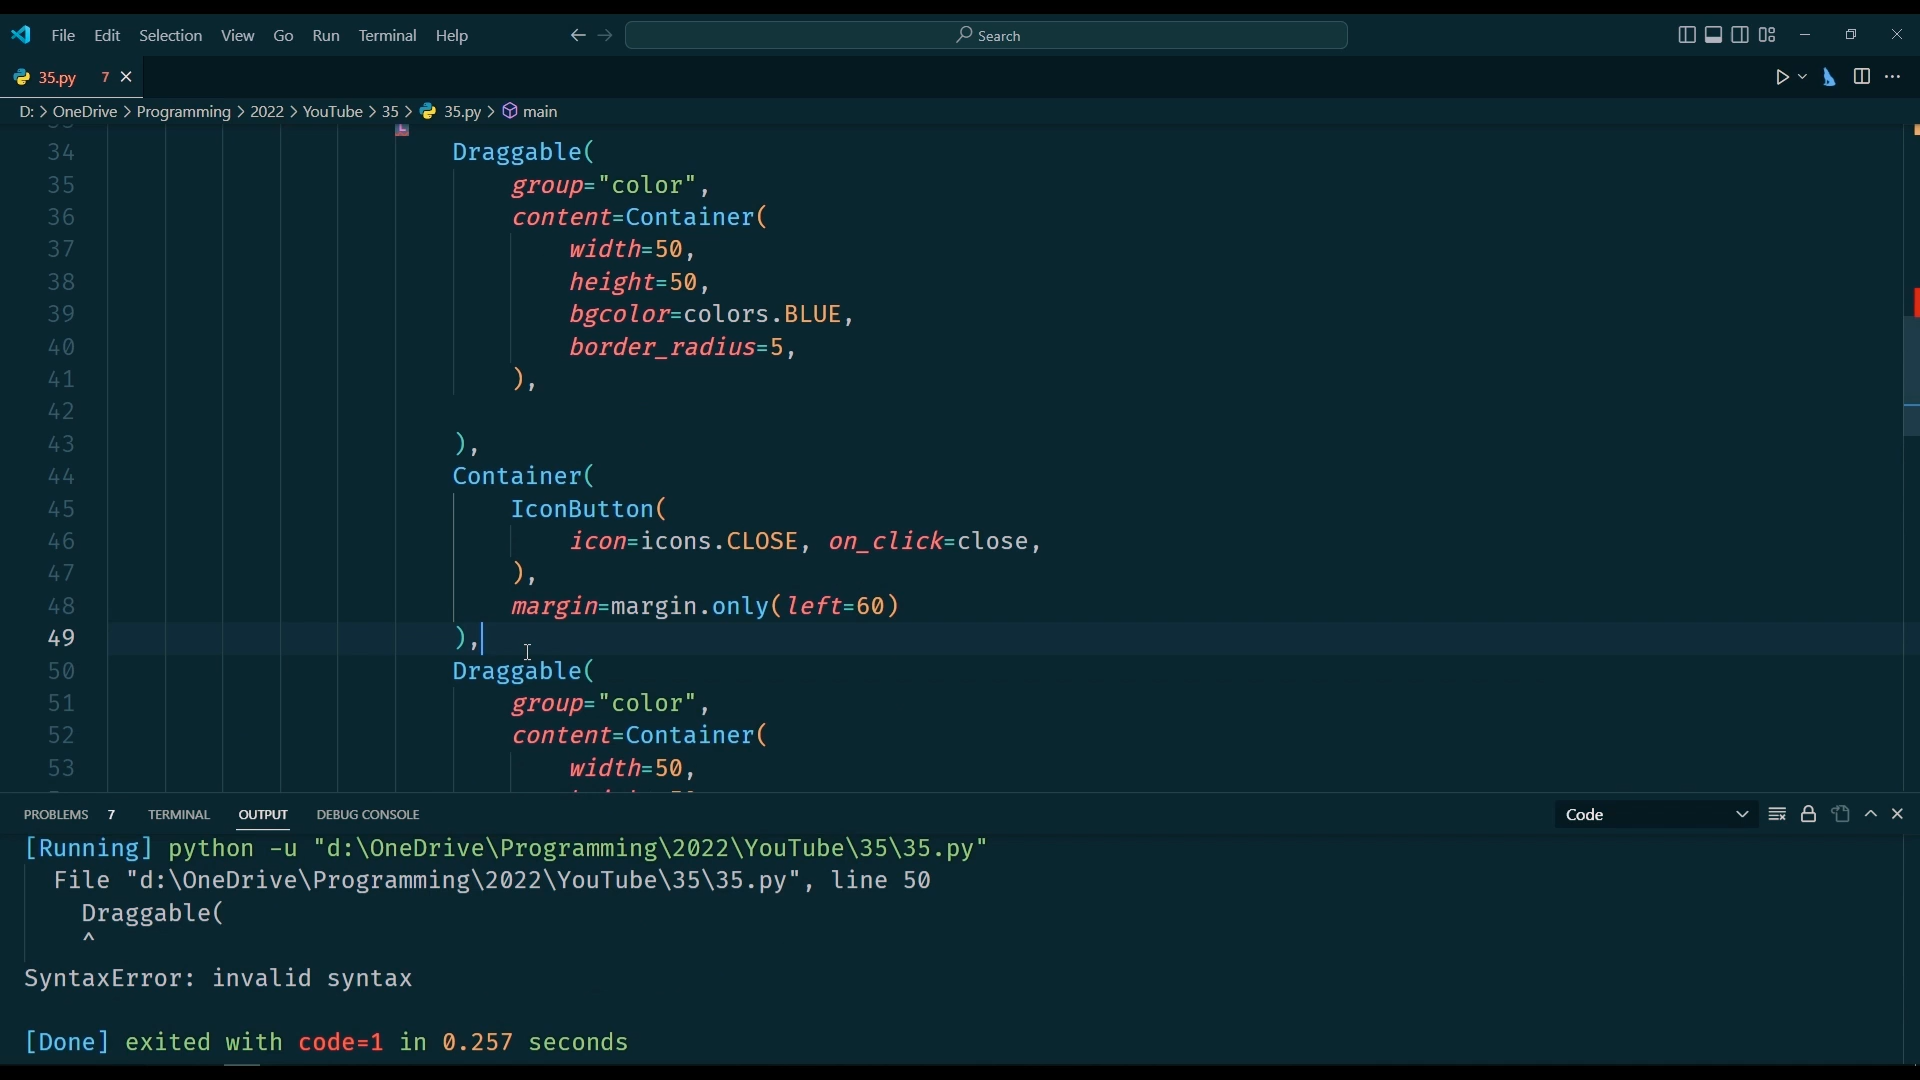 File Edit Selection View Go Run Terminal Help Search
35.py 7
D: > OneDrive > Programming > 2022 > YouTube > 35 > 35.py > main
34 Draggable(
35 group="color",
36 content=Container(
37 width=50,
38 height=50,
39 bgcolor=colors.BLUE,
40 border_radius=5,
41 ),
42
43 ),
44 Container(
45 IconButton(
46 icon=icons.CLOSE, on_click=close,
47 ),
48 margin=margin.only(left=60)
49 ),
50 Draggable(
51 group="color",
52 content=Container(
53 width=50,
PROBLEMS 7 TERMINAL OUTPUT DEBUG CONSOLE Code
[Running] python -u "d:\OneDrive\Programming\2022\YouTube\35\35.py"
File "d:\OneDrive\Programming\2022\YouTube\35\35.py", line 50
Draggable(
^
SyntaxError: invalid syntax
[Done] exited with code=1 in 0.257 seconds